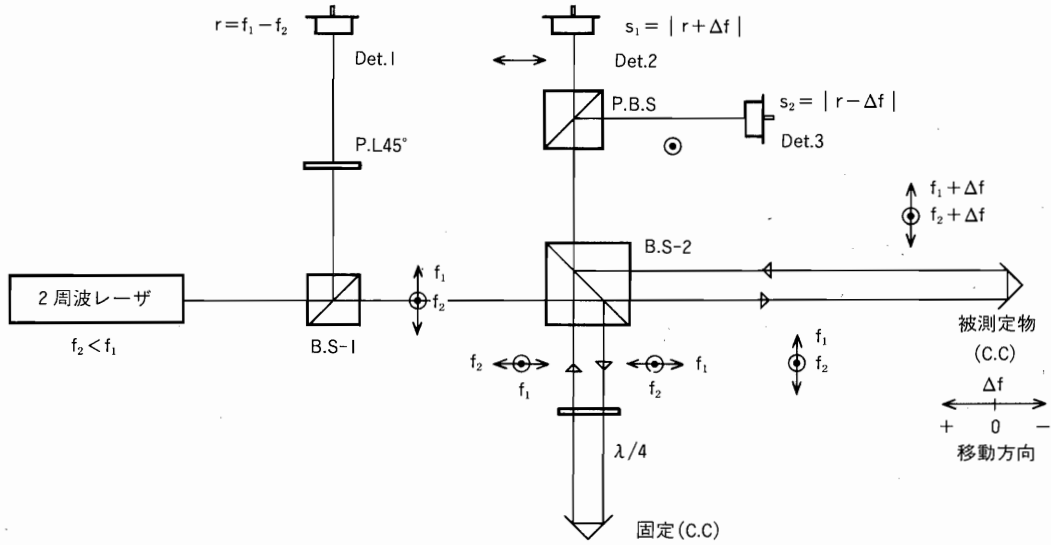 r=f₁−f₂
Det.1
P.L45°
s₁=|r+Δf|
Det.2
P.B.S
s₂=|r−Δf|
Det.3
f₁+Δf
f₂+Δf
B.S-2
2周波レーザ
f₂<f₁
B.S-1
f₁
f₂
被測定物
(C.C)
f₂
f₁
f₁
f₂
f₁
f₂
Δf
+ 0 −
移動方向
λ/4
固定(C.C)